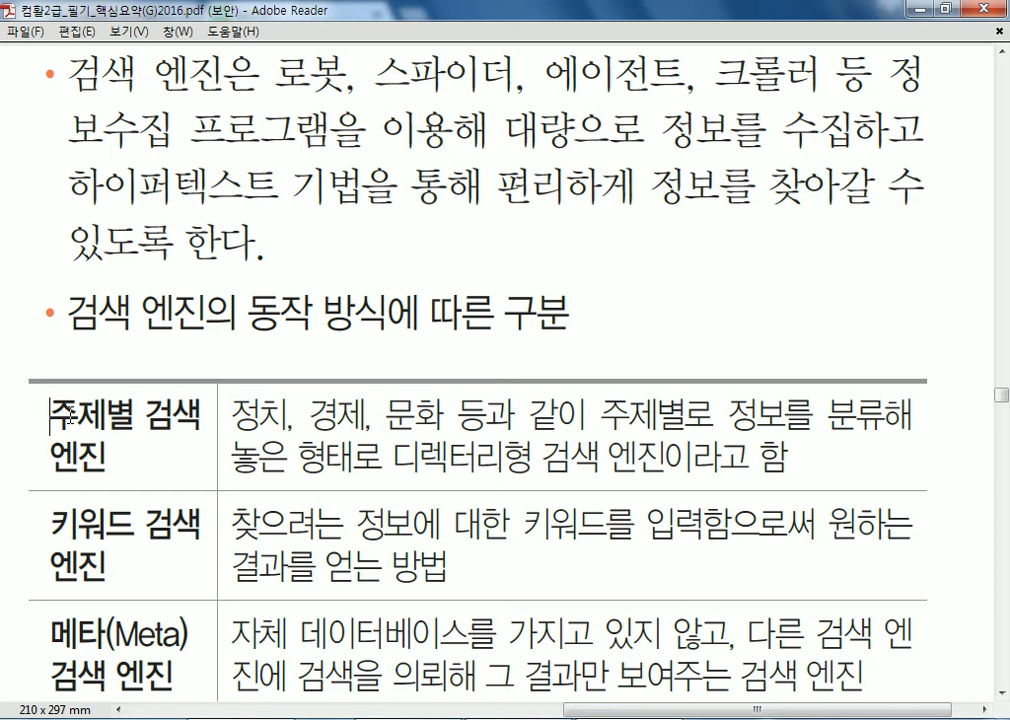 컴활2급_필기_핵심요약(G)2016.pdf (보안) - Adobe Reader
파일(F) 편집(E) 보기(V) 창(W) 도움말(H)
• 검색 엔진은 로봇, 스파이더, 에이전트, 크롤러 등 정
보수집 프로그램을 이용해 대량으로 정보를 수집하고
하이퍼텍스트 기법을 통해 편리하게 정보를 찾아갈 수
있도록 한다.
• 검색 엔진의 동작 방식에 따른 구분
주제별 검색
엔진
정치, 경제, 문화 등과 같이 주제별로 정보를 분류해
놓은 형태로 디렉터리형 검색 엔진이라고 함
키워드 검색
엔진
찾으려는 정보에 대한 키워드를 입력함으로써 원하는
결과를 얻는 방법
메타(Meta)
검색 엔진
자체 데이터베이스를 가지고 있지 않고, 다른 검색 엔
진에 검색을 의뢰해 그 결과만 보여주는 검색 엔진
210 x 297 mm